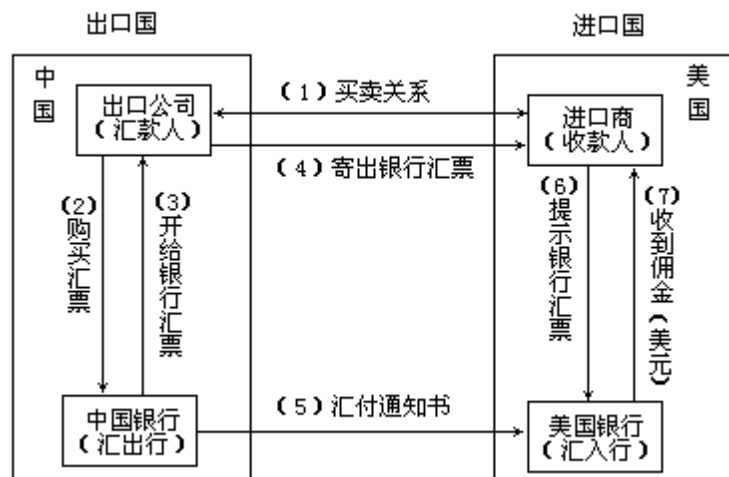 出口国
进口国
中国
美国
出口公司
（汇款人）
（1）买卖关系
进口商
（收款人）
（4）寄出银行汇票
（2）购买汇票
（3）开给银行汇票
（6）提示银行汇票
（7）收到佣金（美元）
中国银行
（汇出行）
（5）汇付通知书
美国银行
（汇入行）